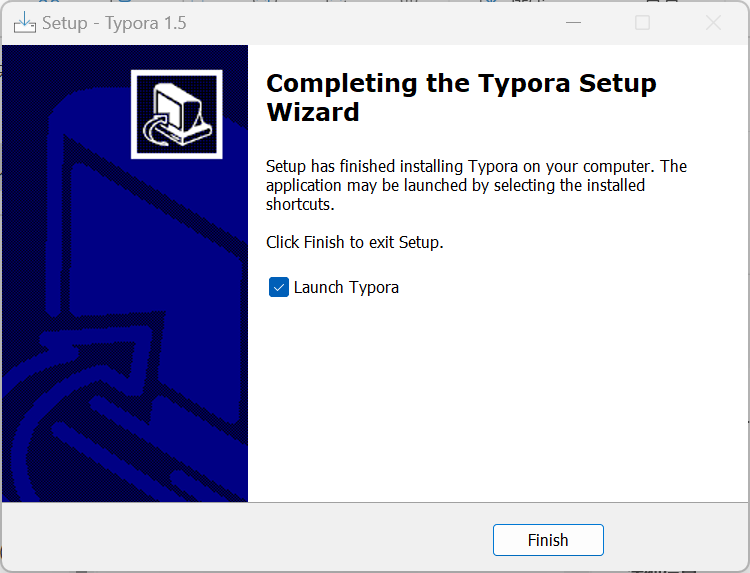 Setup - Typora 1.5
Completing the Typora Setup
Wizard
Setup has finished installing Typora on your computer. The
application may be launched by selecting the installed
shortcuts.
Click Finish to exit Setup.
Launch Typora
Finish